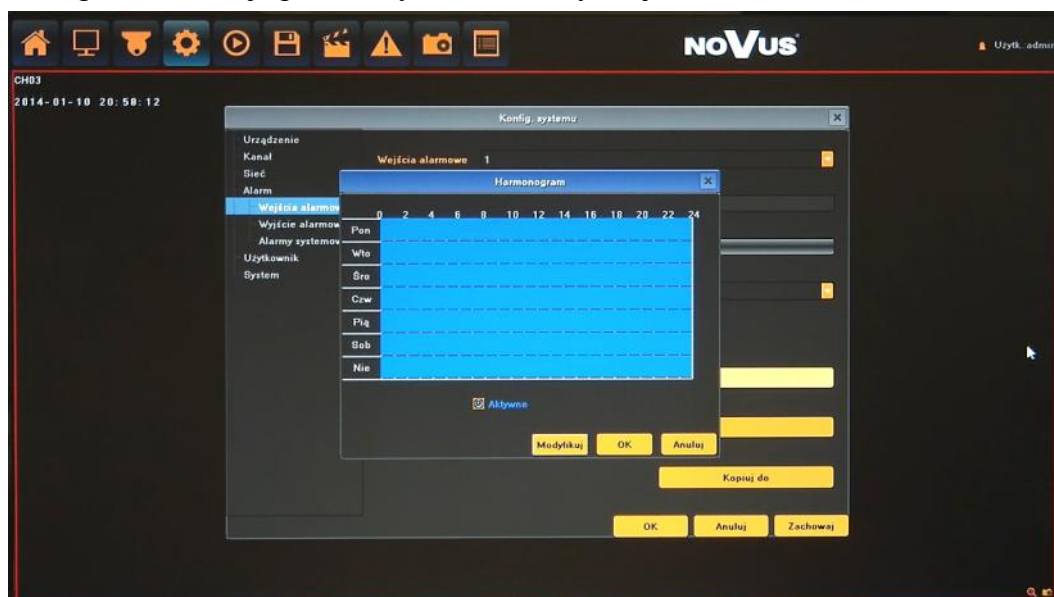 NOVUS
Użytk.:admin
CH03
2014-01-10 20:58:12
Konfig. systemu
Urządzenie
Kanał
Wejścia alarmowe 1
Sieć
Harmonogram
Alarm
Wejścia alarmow
0 2 4 6 8 10 12 14 16 18 20 22 24
Wyjście alarmow
Pon
Alarmy systemow
Wto
Użytkownik
System
Śro
Czw
Pią
Sob
Nie
Aktywne
Modyfikuj OK Anuluj
Kopiuj do
OK Anuluj Zachowaj